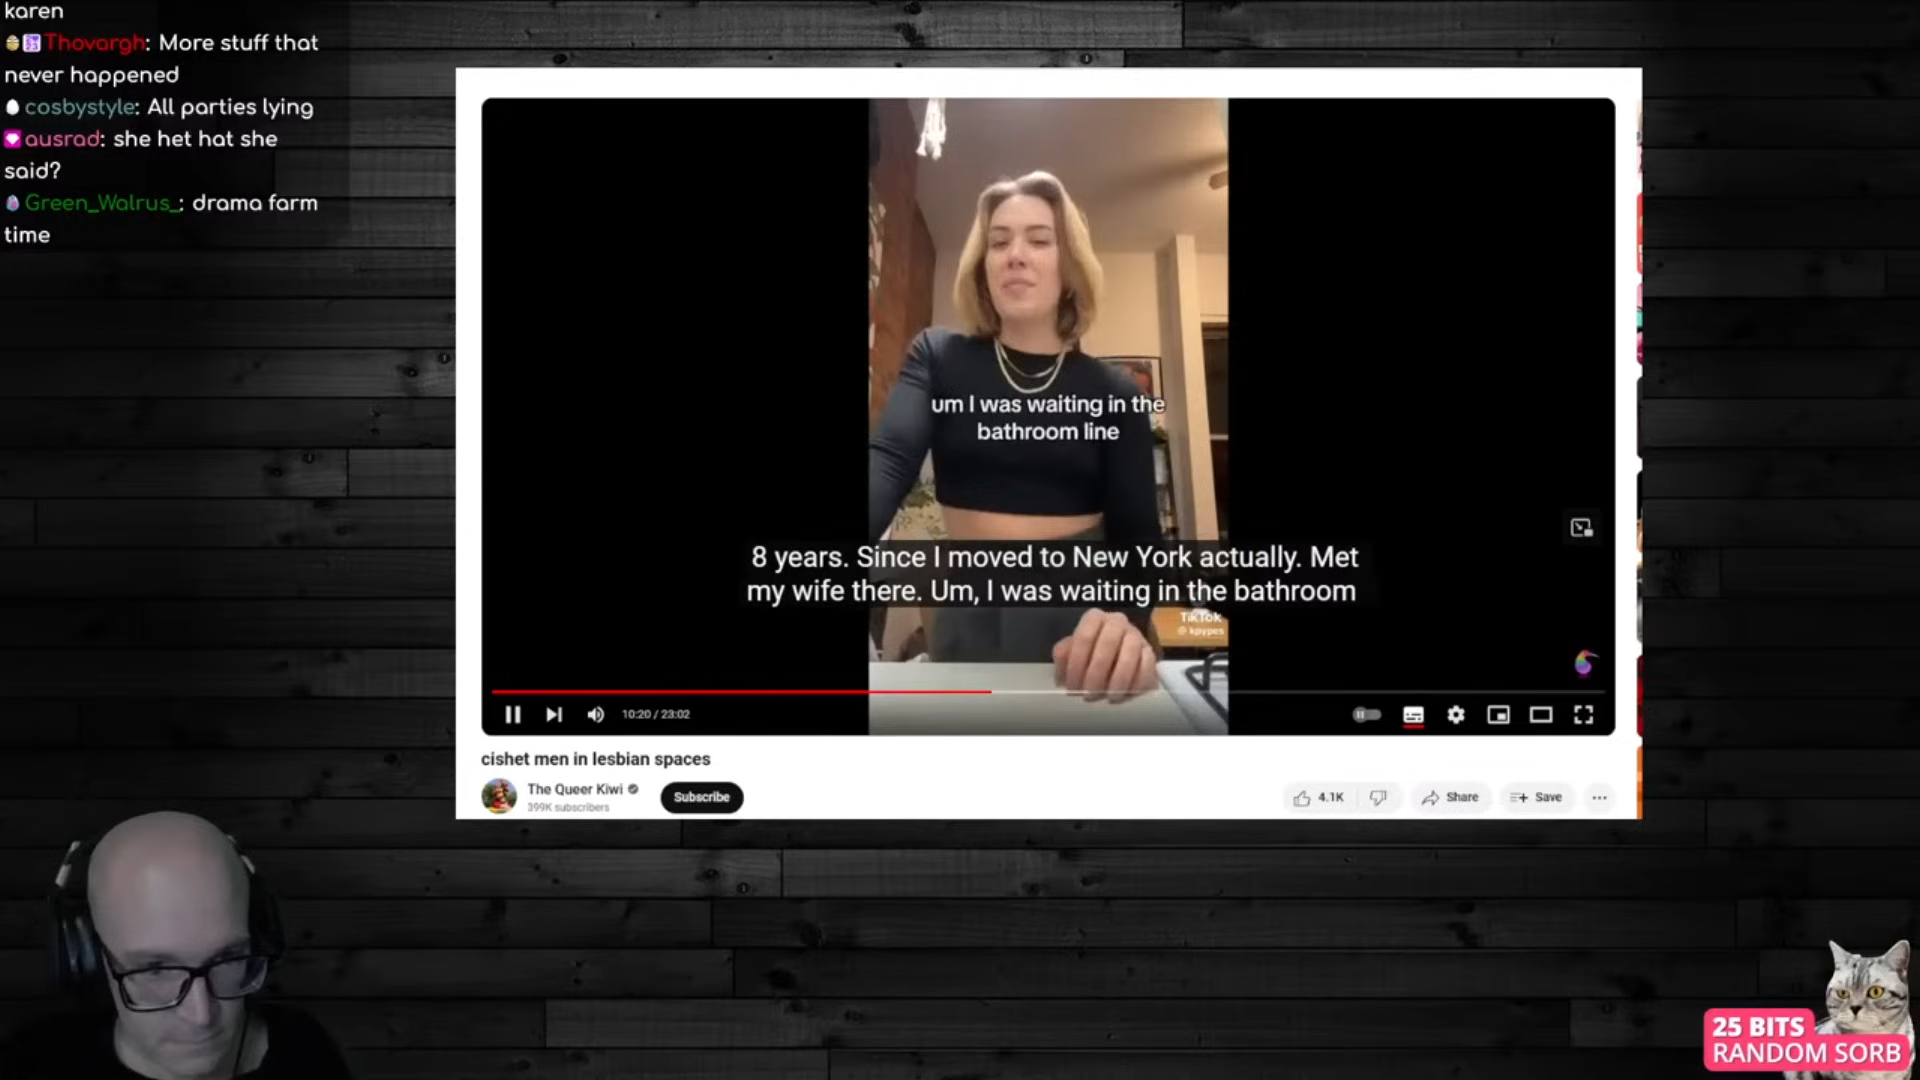 karen
Thovargh: More stuff that
never happened
cosbystyle: All parties lying
ausrad: she het hat she
said?
Green_Walrus_: drama farm
time
um I was waiting in the
bathroom line
8 years. Since I moved to New York actually. Met
my wife there. Um, I was waiting in the bathroom
TikTok
@kpypes
10:20 / 23:02
cishet men in lesbian spaces
The Queer Kiwi
399K subscribers
Subscribe
4.1K
Share
Save
25 BITS
RANDOM SORB